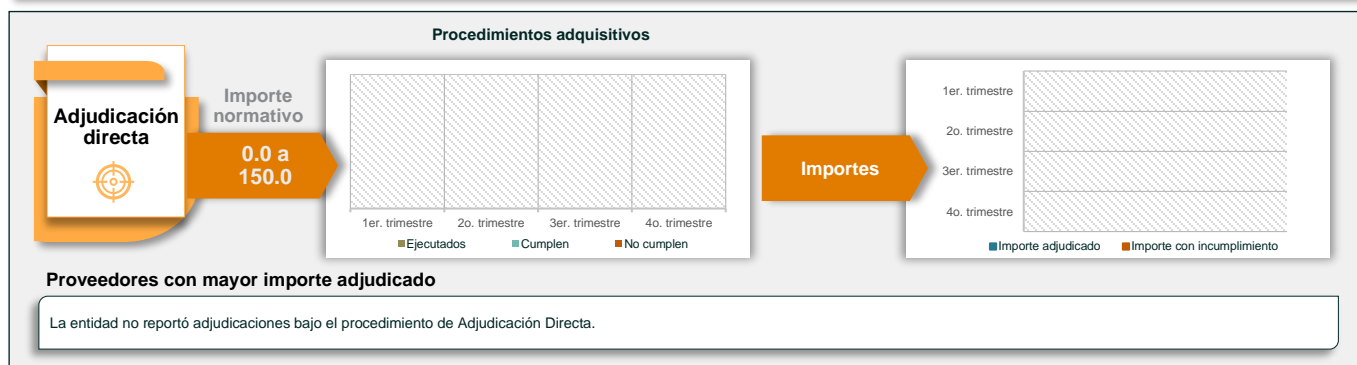 Procedimientos adquisitivos
Adjudicación
directa
Importe
normativo
0.0 a
150.0
1er. trimestre
2o. trimestre
3er. trimestre
4o. trimestre
Ejecutados
Cumplen
No cumplen
Importes
1er. trimestre
2o. trimestre
3er. trimestre
4o. trimestre
Importe adjudicado
Importe con incumplimiento
Proveedores con mayor importe adjudicado
La entidad no reportó adjudicaciones bajo el procedimiento de Adjudicación Directa.